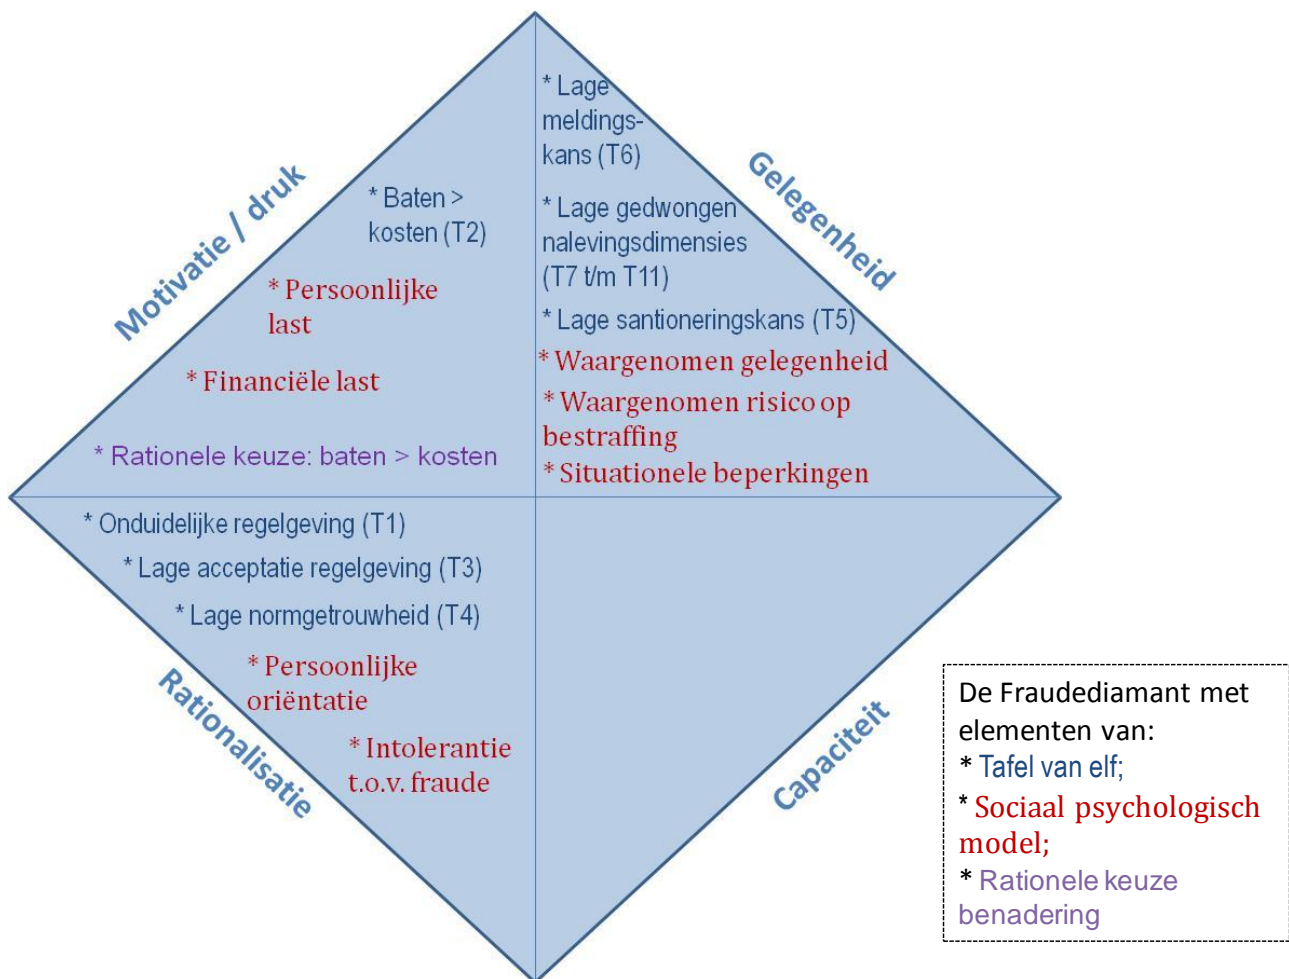 Motivatie / druk
* Baten >
kosten (T2)
* Persoonlijke
last
* Financiële last
* Rationele keuze: baten > kosten
Gelegenheid
* Lage
meldings-
kans (T6)
* Lage gedwongen
nalevingsdimensies
(T7 t/m T11)
* Lage santioneringskans (T5)
* Waargenomen gelegenheid
* Waargenomen risico op
bestraffing
* Situationele beperkingen
Rationalisatie
* Onduidelijke regelgeving (T1)
* Lage acceptatie regelgeving (T3)
* Lage normgetrouwheid (T4)
* Persoonlijke
oriëntatie
* Intolerantie
t.o.v. fraude
Capaciteit
De Fraudediamant met
elementen van:
* Tafel van elf;
* Sociaal psychologisch
model;
* Rationele keuze
benadering